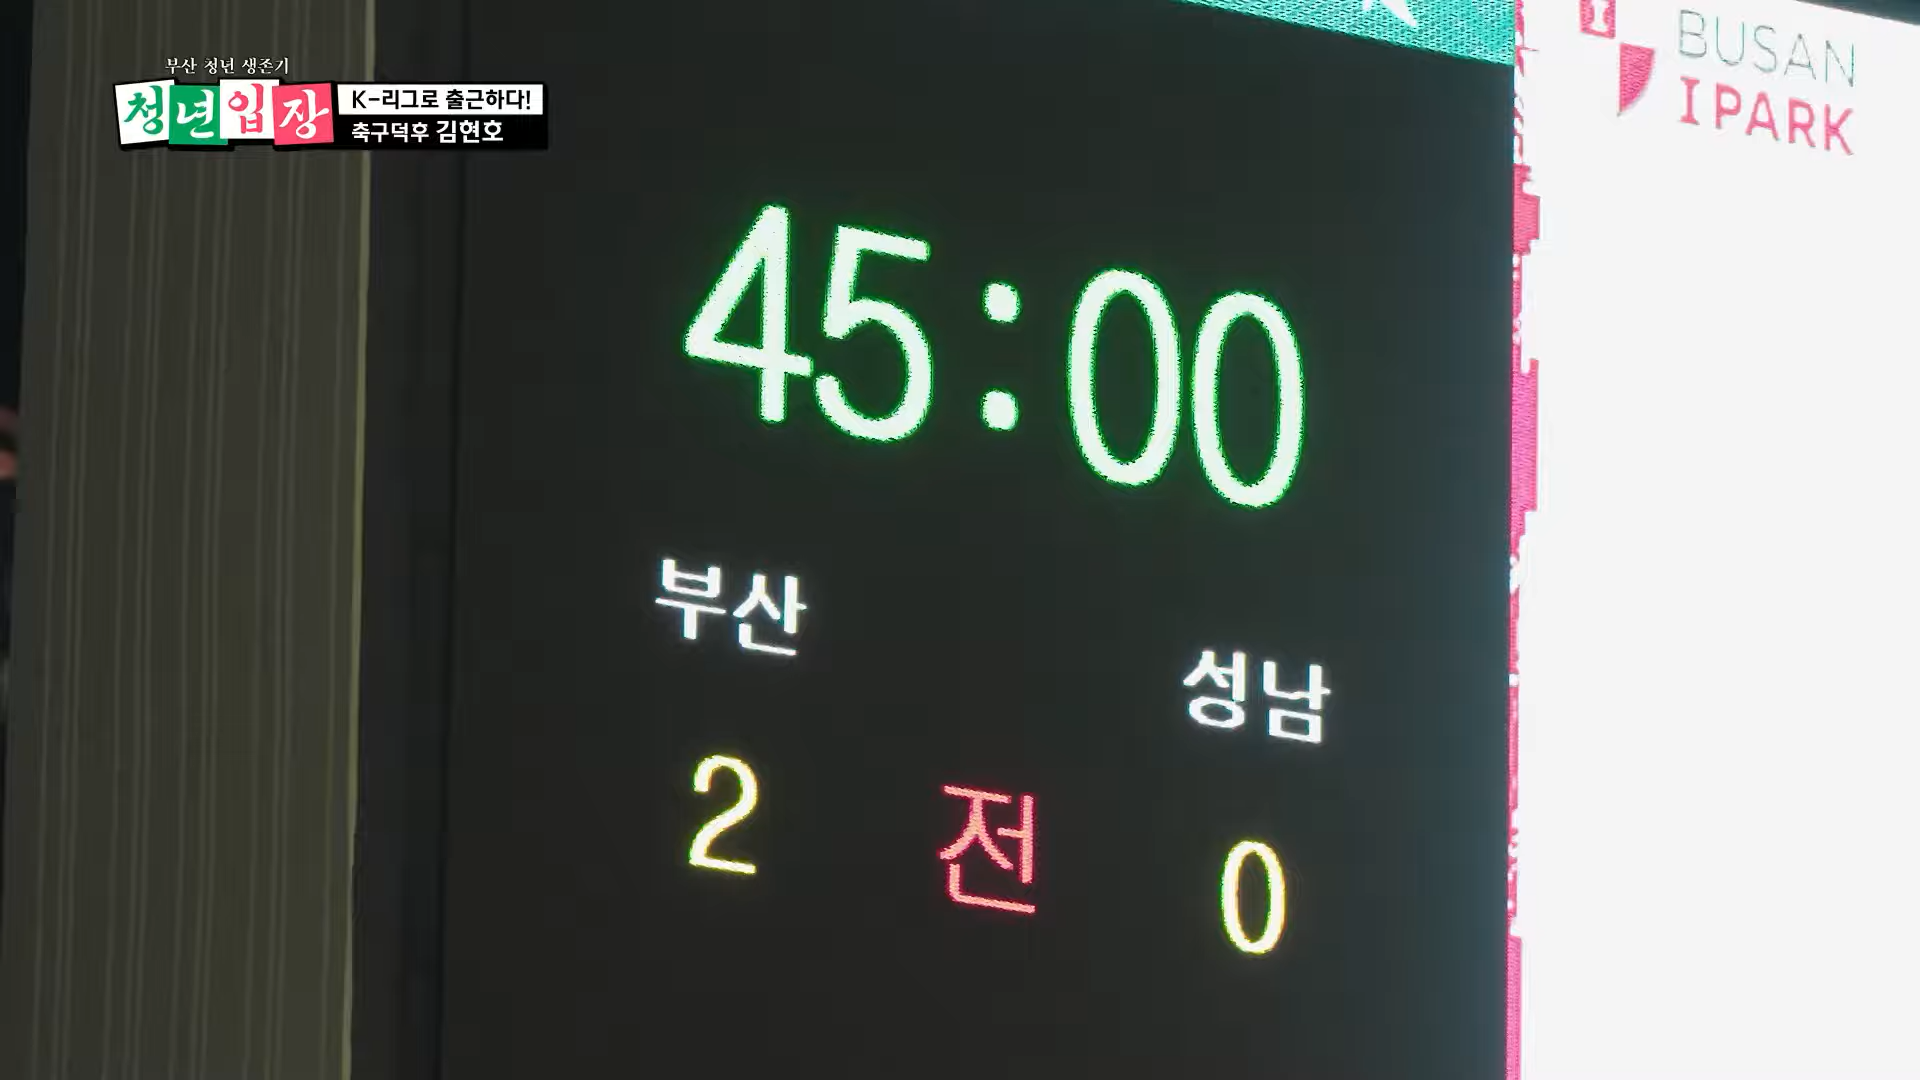 부산 청년 생존기
청년입장
K-리그로 출근하다!
축구덕후 김현호
BUSAN
IPARK
45:00
부산
성남
2 전 0